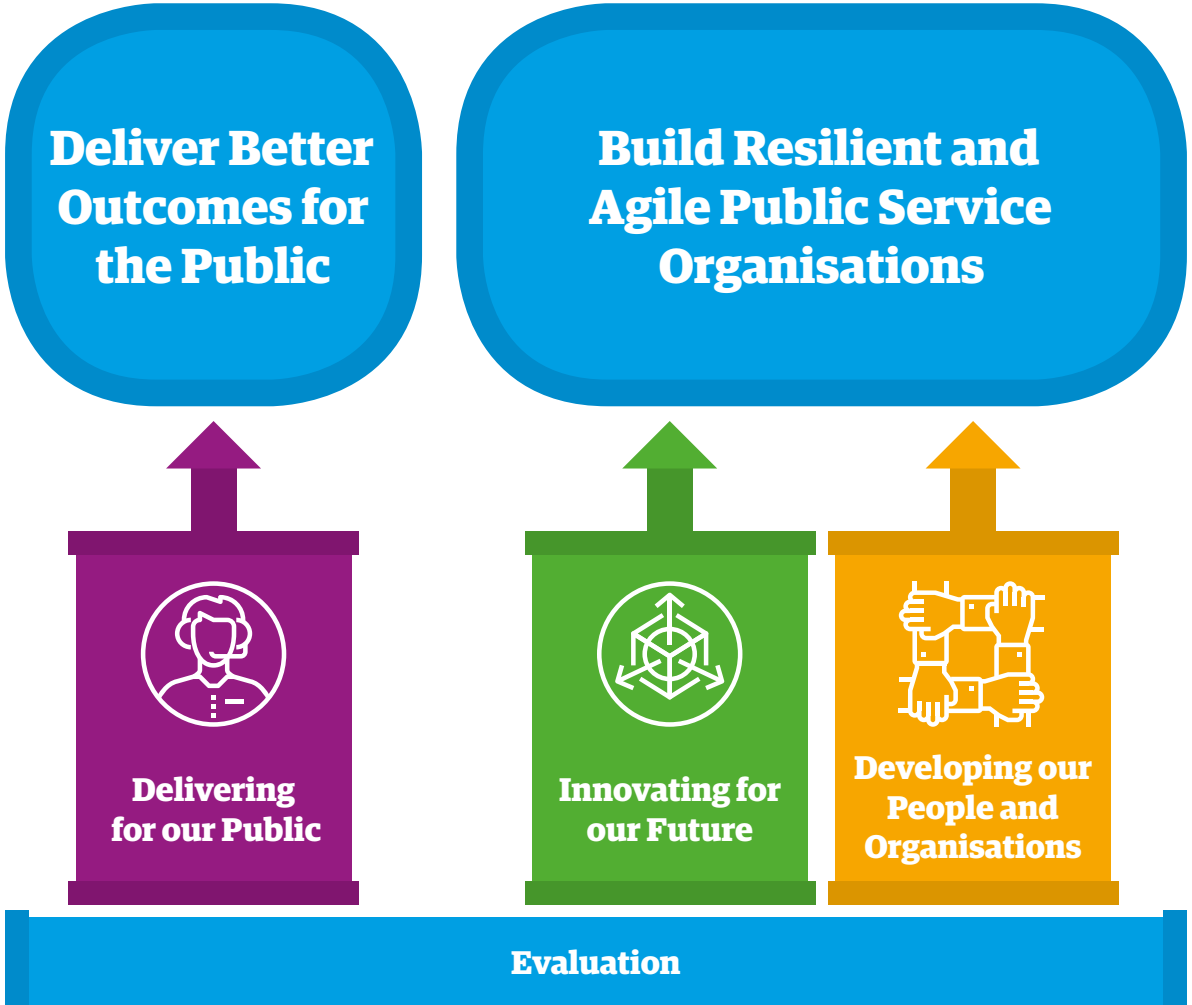 Deliver Better
Outcomes for
the Public
Build Resilient and
Agile Public Service
Organisations
Delivering
for our Public
Innovating for
our Future
Developing our
People and
Organisations
Evaluation